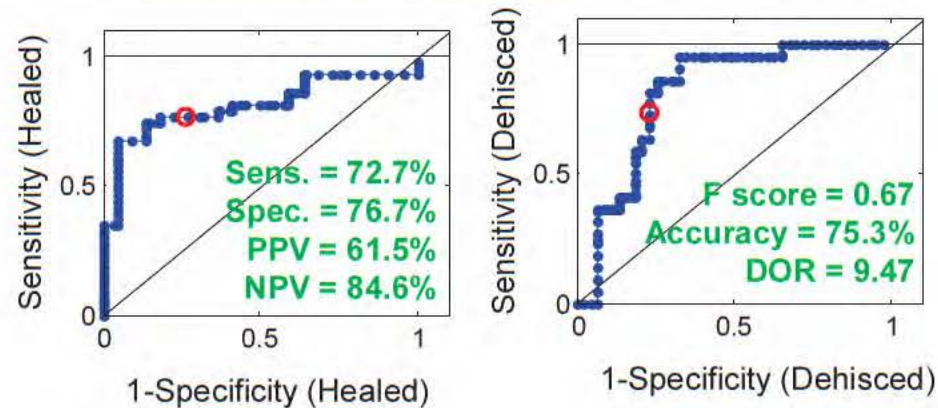 Sensitivity (Healed)
1
0.5
0
0
0.5
1
1-Specificity (Healed)
Sens. = 72.7%
Spec. = 76.7%
PPV = 61.5%
NPV = 84.6%
Sensitivity (Dehisced)
1
0.5
0
0
0.5
1
1-Specificity (Dehisced)
F score = 0.67
Accuracy = 75.3%
DOR = 9.47